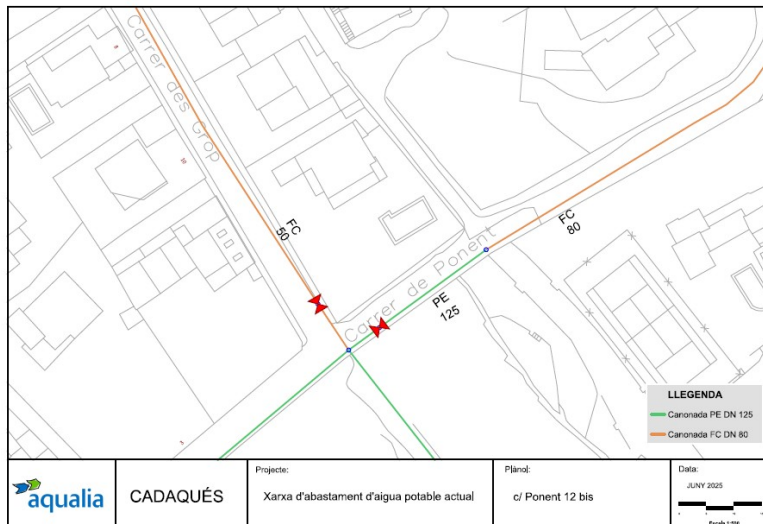 Carrer des Grop
FC
50
Carrer de Ponent
PE
125
FC
80
LLEGENDA
Canonada PE DN 125
Canonada FC DN 80
aqualia
CADAQUÉS
Projecte:
Xarxa d'abastament d'aigua potable actual
Plànol:
c/ Ponent 12 bis
Data:
JUNY 2025